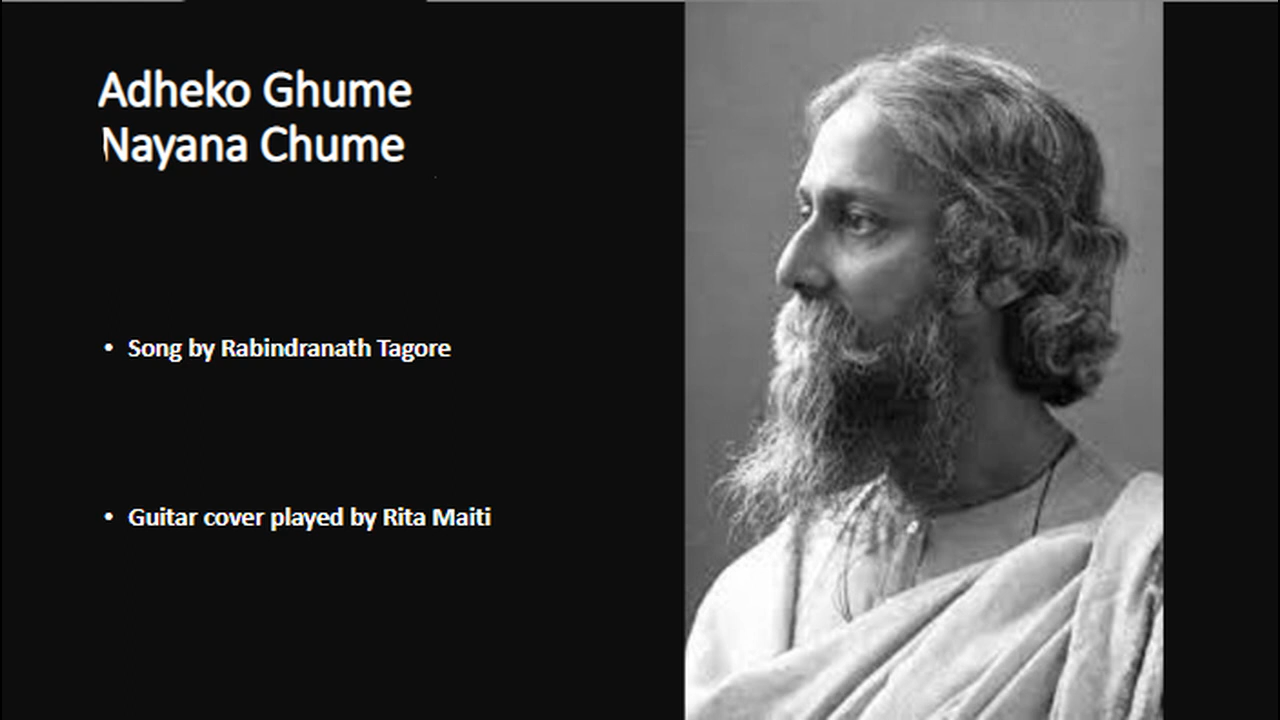 Adheko Ghume
Nayana Chume
• Song by Rabindranath Tagore
• Guitar cover played by Rita Maiti